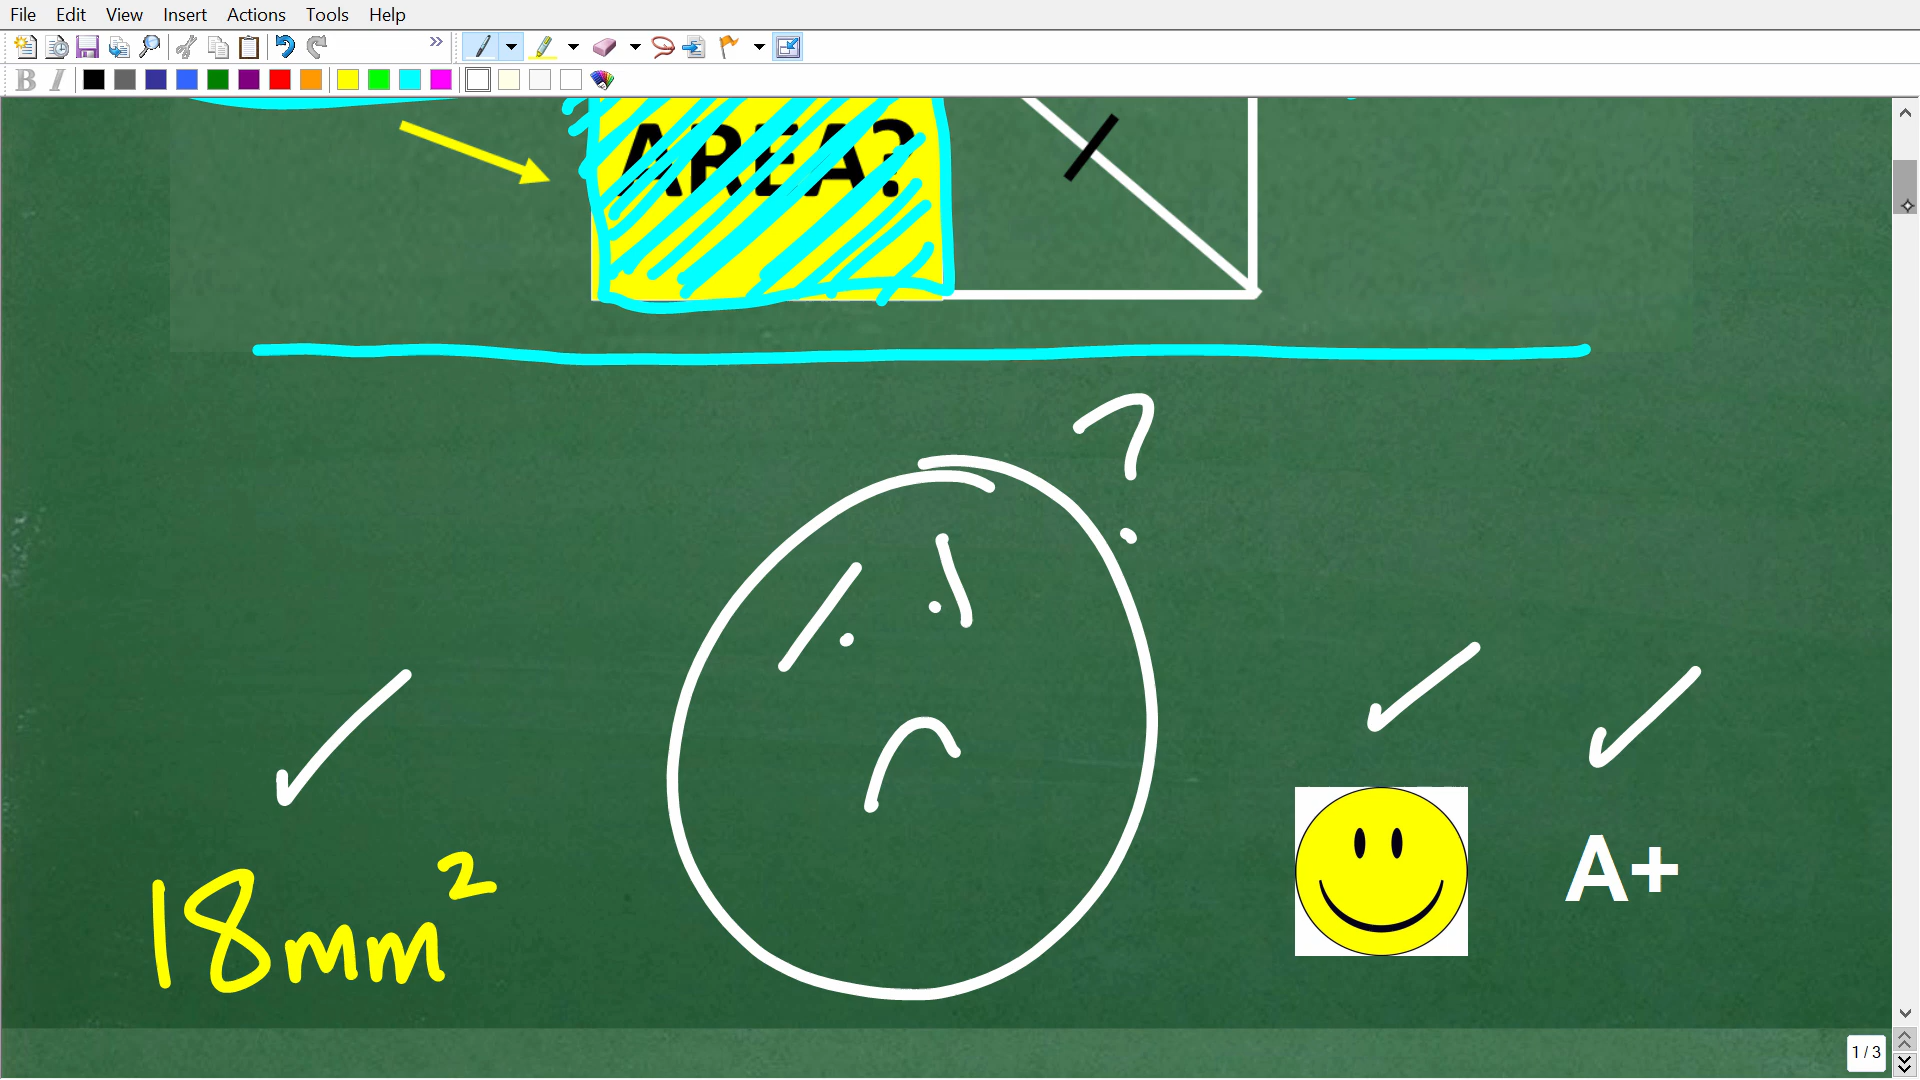 File Edit View Insert Actions Tools Help
B I
AREA?
?
18mm²
A+
1 / 3